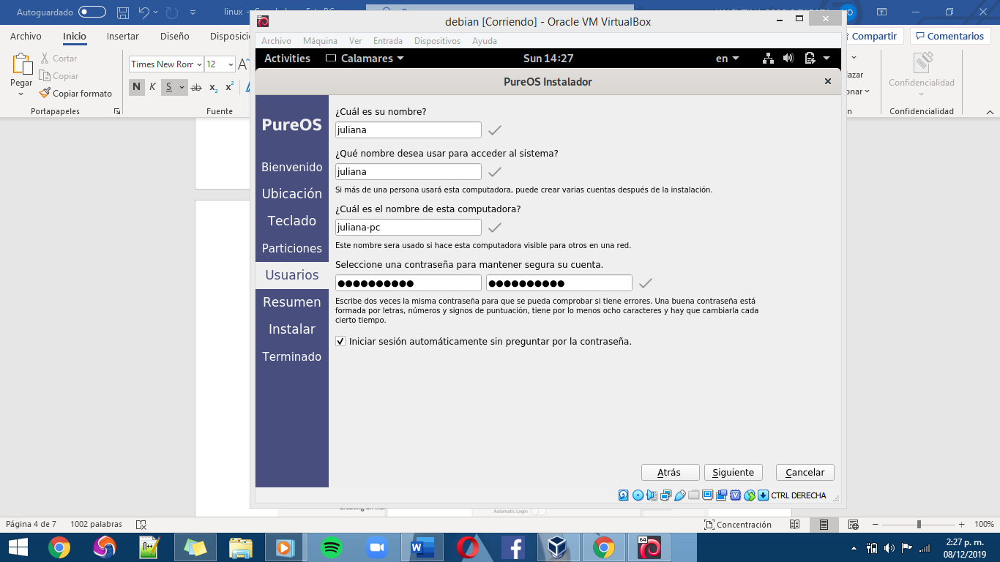 Autoguardado
linux
debian [Corriendo] - Oracle VM VirtualBox
Archivo Inicio Insertar Diseño
Compartir Comentarios
Archivo Máquina Ver Entrada Dispositivos Ayuda
Pegar
Cortar
Copiar
Copiar formato
Portapapeles
Times New Rom 12
N K S ab x₂ x²
Fuente
Confidencialidad
Confidencialidad
Activities Calamares Sun 14:27 en
PureOS Instalador
PureOS
Bienvenido
Ubicación
Teclado
Particiones
Usuarios
Resumen
Instalar
Terminado
¿Cuál es su nombre?
juliana
¿Qué nombre desea usar para acceder al sistema?
juliana
Si más de una persona usará esta computadora, puede crear varias cuentas después de la instalación.
¿Cuál es el nombre de esta computadora?
juliana-pc
Este nombre sera usado si hace esta computadora visible para otros en una red.
Seleccione una contraseña para mantener segura su cuenta.
Escribe dos veces la misma contraseña para que se pueda comprobar si tiene errores. Una buena contraseña está
formada por letras, números y signos de puntuación, tiene por lo menos ocho caracteres y hay que cambiarla cada
cierto tiempo.
Iniciar sesión automáticamente sin preguntar por la contraseña.
Atrás Siguiente Cancelar
CTRL DERECHA
Automatic Login
Página 4 de 7 1002 palabras Concentración 100%
2:27 p. m.
08/12/2019